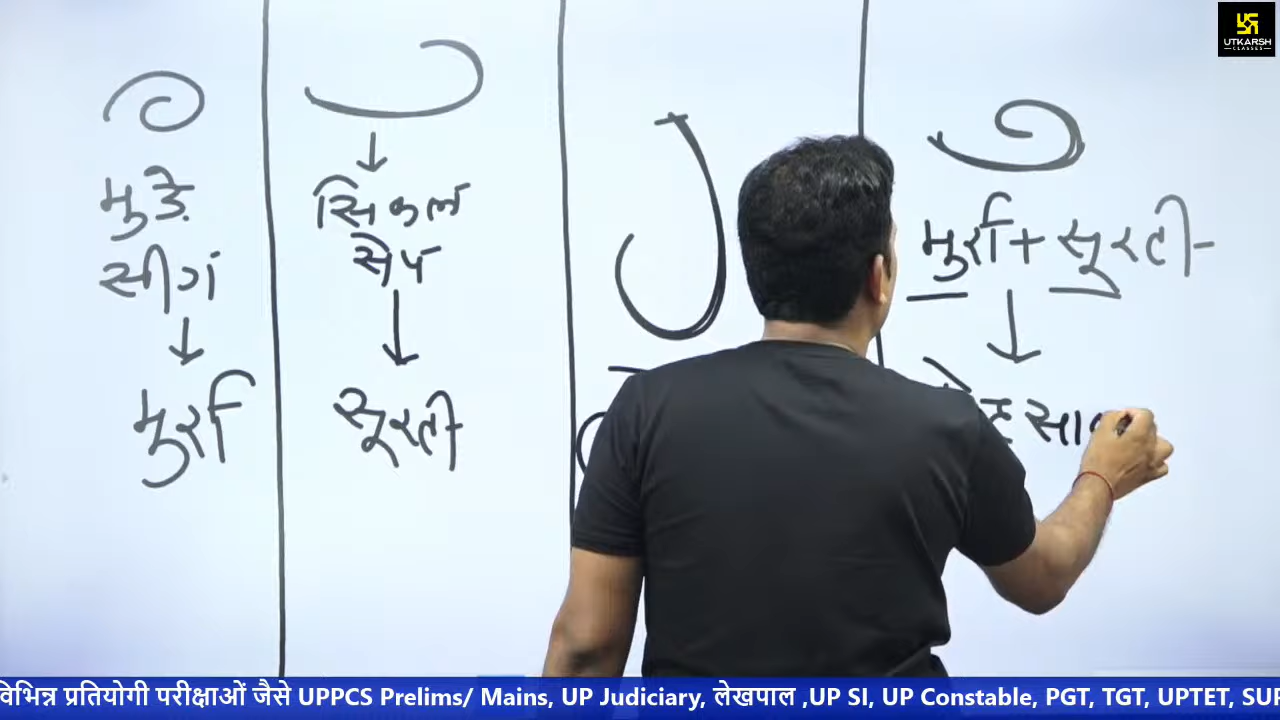 UTKARSH
CLASSES
मुड़े
सींग
मुर्रा
सिकल
सेप
सूरती
मुर्रा + सूरती
विभिन्न प्रतियोगी परीक्षाओं जैसे UPPCS Prelims/ Mains, UP Judiciary, लेखपाल ,UP SI, UP Constable, PGT, TGT, UPTET, SUP